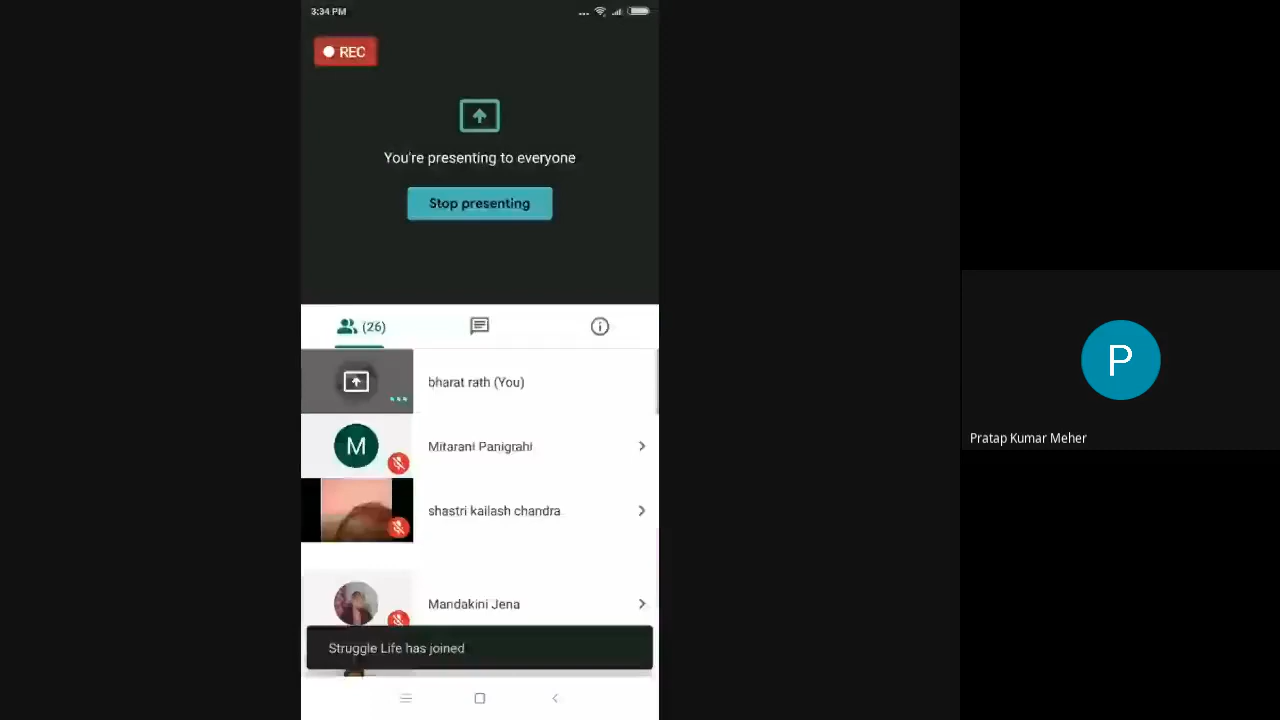 3:34 PM
REC
You're presenting to everyone
Stop presenting
(26)
bharat rath (You)
M
Mitarani Panigrahi
shastri kailash chandra
Mandakini Jena
Struggle Life has joined
P
Pratap Kumar Meher